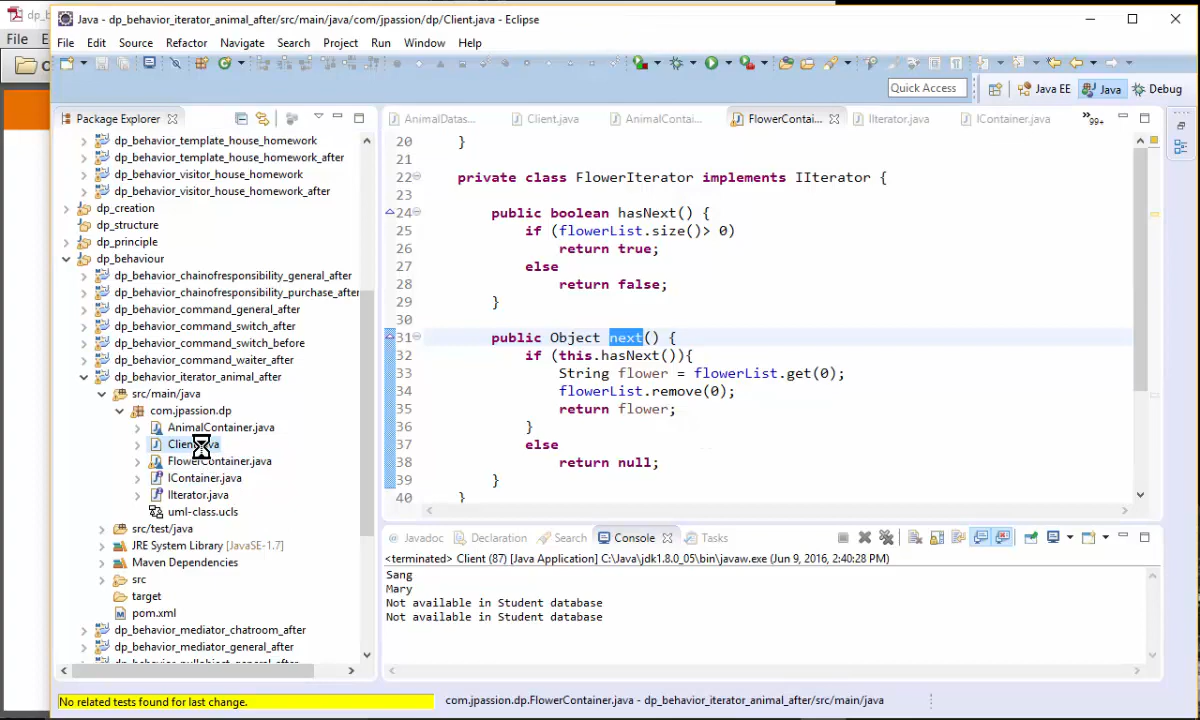 dp_b
Java - dp_behavior_iterator_animal_after/src/main/java/com/jpassion/dp/Client.java - Eclipse
File E
File Edit Source Refactor Navigate Search Project Run Window Help
Quick Access
Java EE
Java
Debug
Package Explorer
AnimalDatas...
Client.java
AnimalContai...
FlowerContai...
IIterator.java
IContainer.java
99+
dp_behavior_template_house_homework
dp_behavior_template_house_homework_after
dp_behavior_visitor_house_homework
dp_behavior_visitor_house_homework_after
dp_creation
dp_structure
dp_principle
dp_behaviour
dp_behavior_chainofresponsibility_general_after
dp_behavior_chainofresponsibility_purchase_after
dp_behavior_command_general_after
dp_behavior_command_switch_after
dp_behavior_command_switch_before
dp_behavior_command_waiter_after
dp_behavior_iterator_animal_after
src/main/java
com.jpassion.dp
AnimalContainer.java
FlowerContainer.java
IContainer.java
IIterator.java
uml-class.ucls
src/test/java
JRE System Library [JavaSE-1.7]
Maven Dependencies
src
target
pom.xml
dp_behavior_mediator_chatroom_after
dp_behavior_mediator_general_after
dp_behavior_nullobject_general_after
20 }
21
22 private class FlowerIterator implements IIterator {
23
24 public boolean hasNext() {
25 if (flowerList.size()> 0)
26 return true;
27 else
28 return false;
29 }
30
31 public Object next() {
32 if (this.hasNext()){
33 String flower = flowerList.get(0);
34 flowerList.remove(0);
35 return flower;
36 }
37 else
38 return null;
39 }
40 }
Javadoc
Declaration
Search
Console
Tasks
<terminated> Client (87) [Java Application] C:\Java\jdk1.8.0_05\bin\javaw.exe (Jun 9, 2016, 2:40:28 PM)
Sang
Mary
Not available in Student database
Not available in Student database
No related tests found for last change.
com.jpassion.dp.FlowerContainer.java - dp_behavior_iterator_animal_after/src/main/java